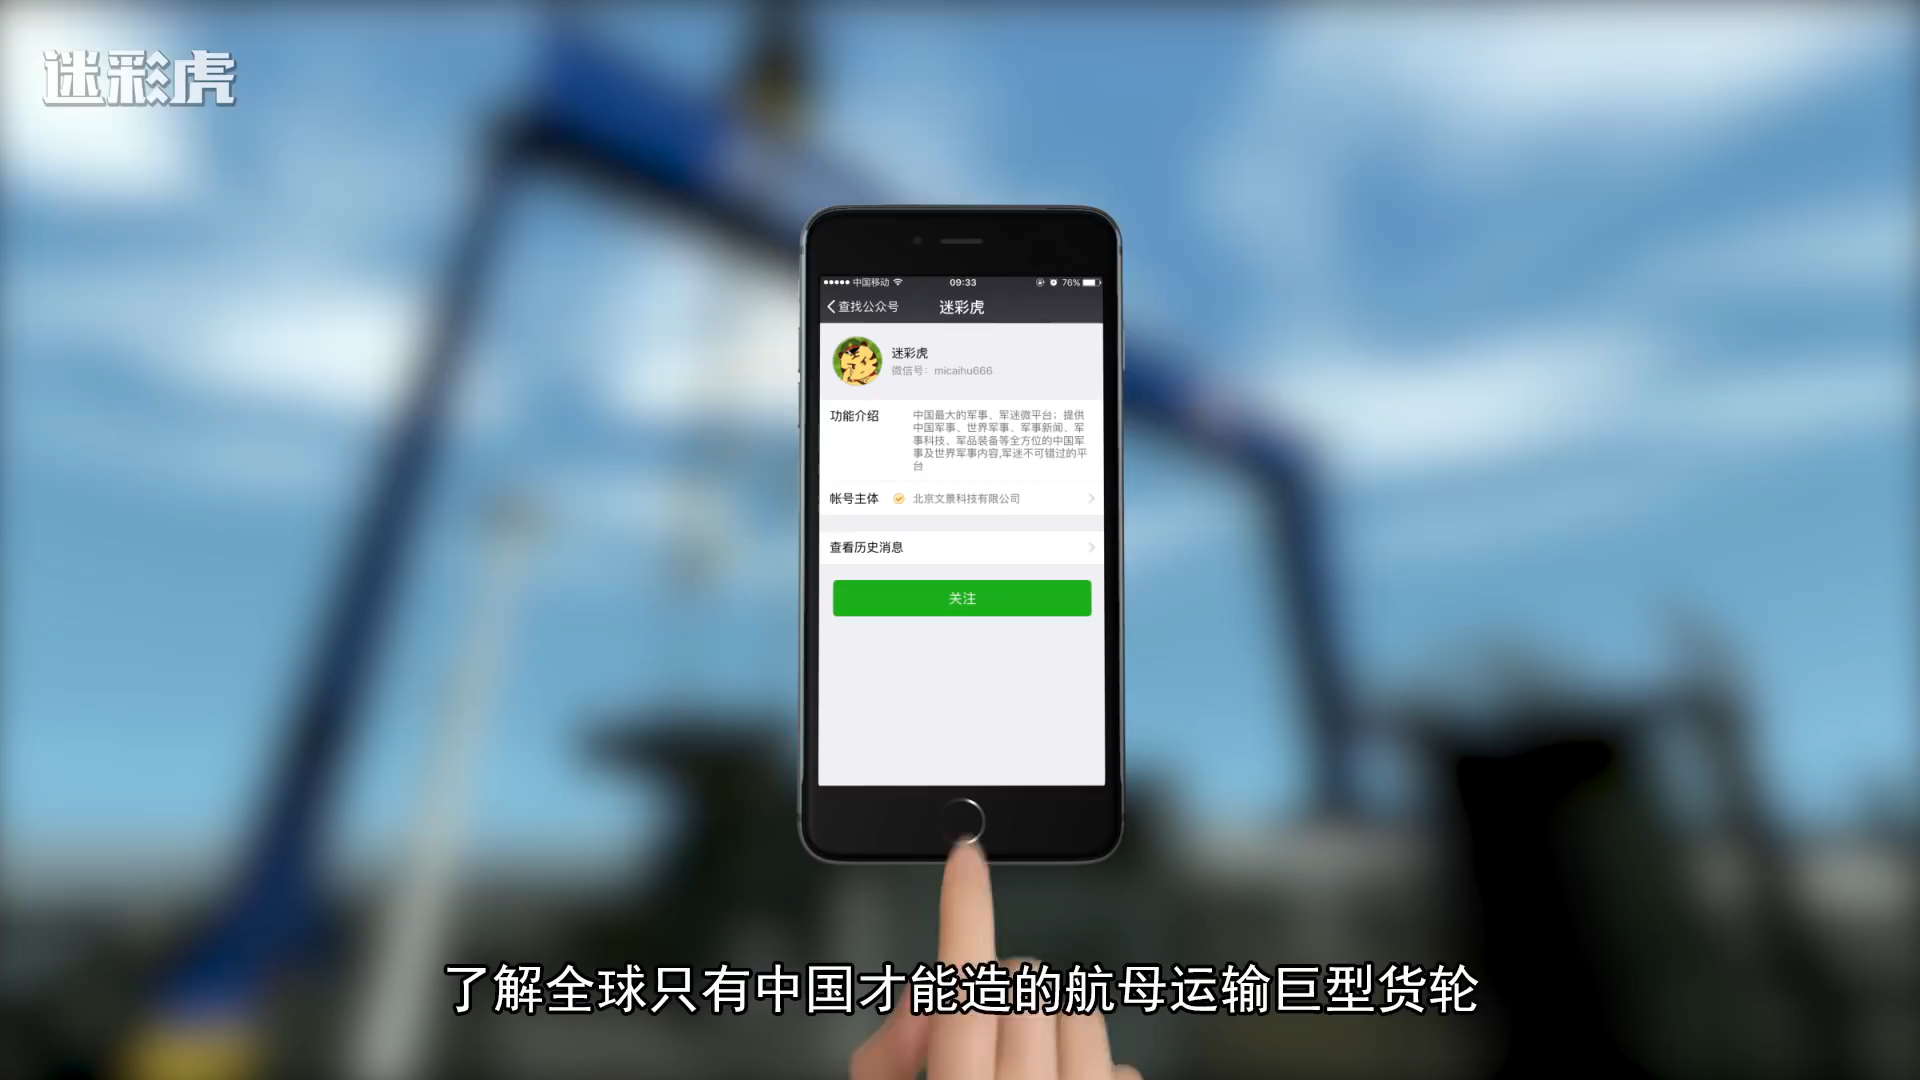 迷彩虎
中国移动 09:33 76%
查找公众号 迷彩虎
迷彩虎
微信号: micaihu666
功能介绍
中国最大的军事、军迷微平台；提供
中国军事、世界军事、军事新闻、军
事科技、军品装备等全方位的中国军
事及世界军事内容,军迷不可错过的平
台
帐号主体 北京文景科技有限公司
查看历史消息
关注
了解全球只有中国才能造的航母运输巨型货轮